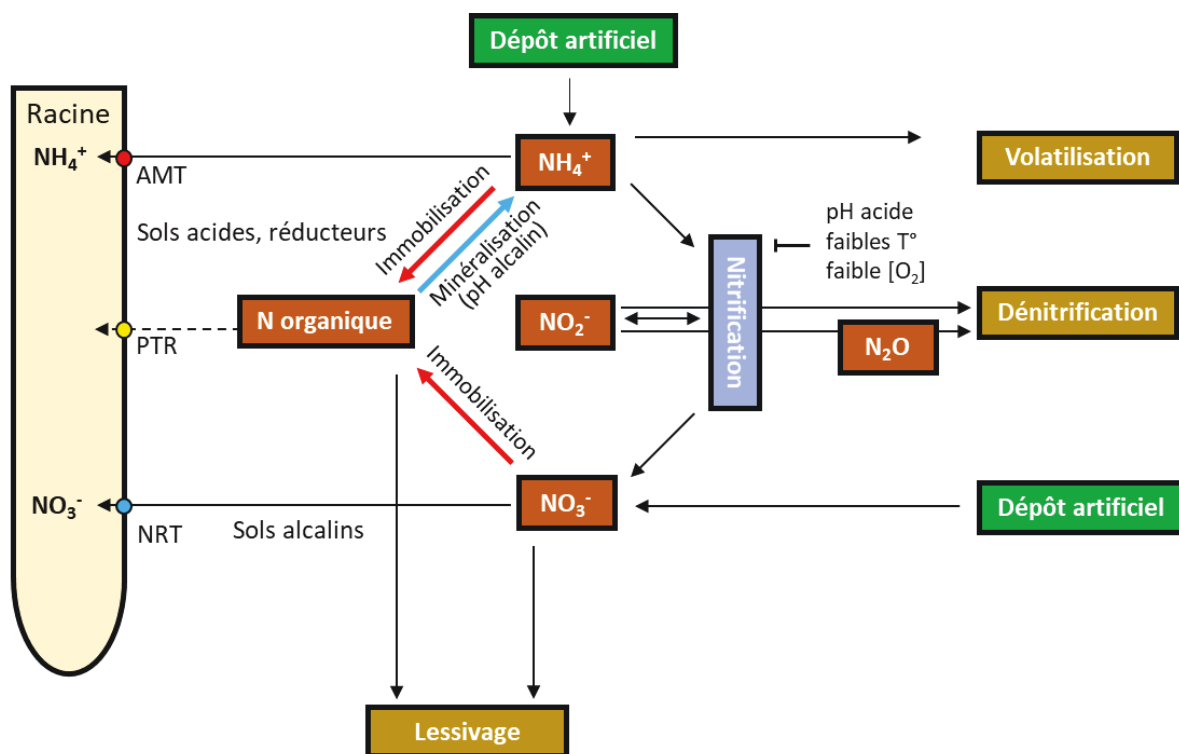 Dépôt artificiel
Racine
NH₄⁺
AMT
NH₄⁺
Volatilisation
Sols acides, réducteurs
Immobilisation
Minéralisation
(pH alcalin)
pH acide
faibles T°
faible [O₂]
Nitrification
N organique
PTR
NO₂⁻
N₂O
Dénitrification
Immobilisation
NO₃⁻
NRT
Sols alcalins
NO₃⁻
Dépôt artificiel
Lessivage